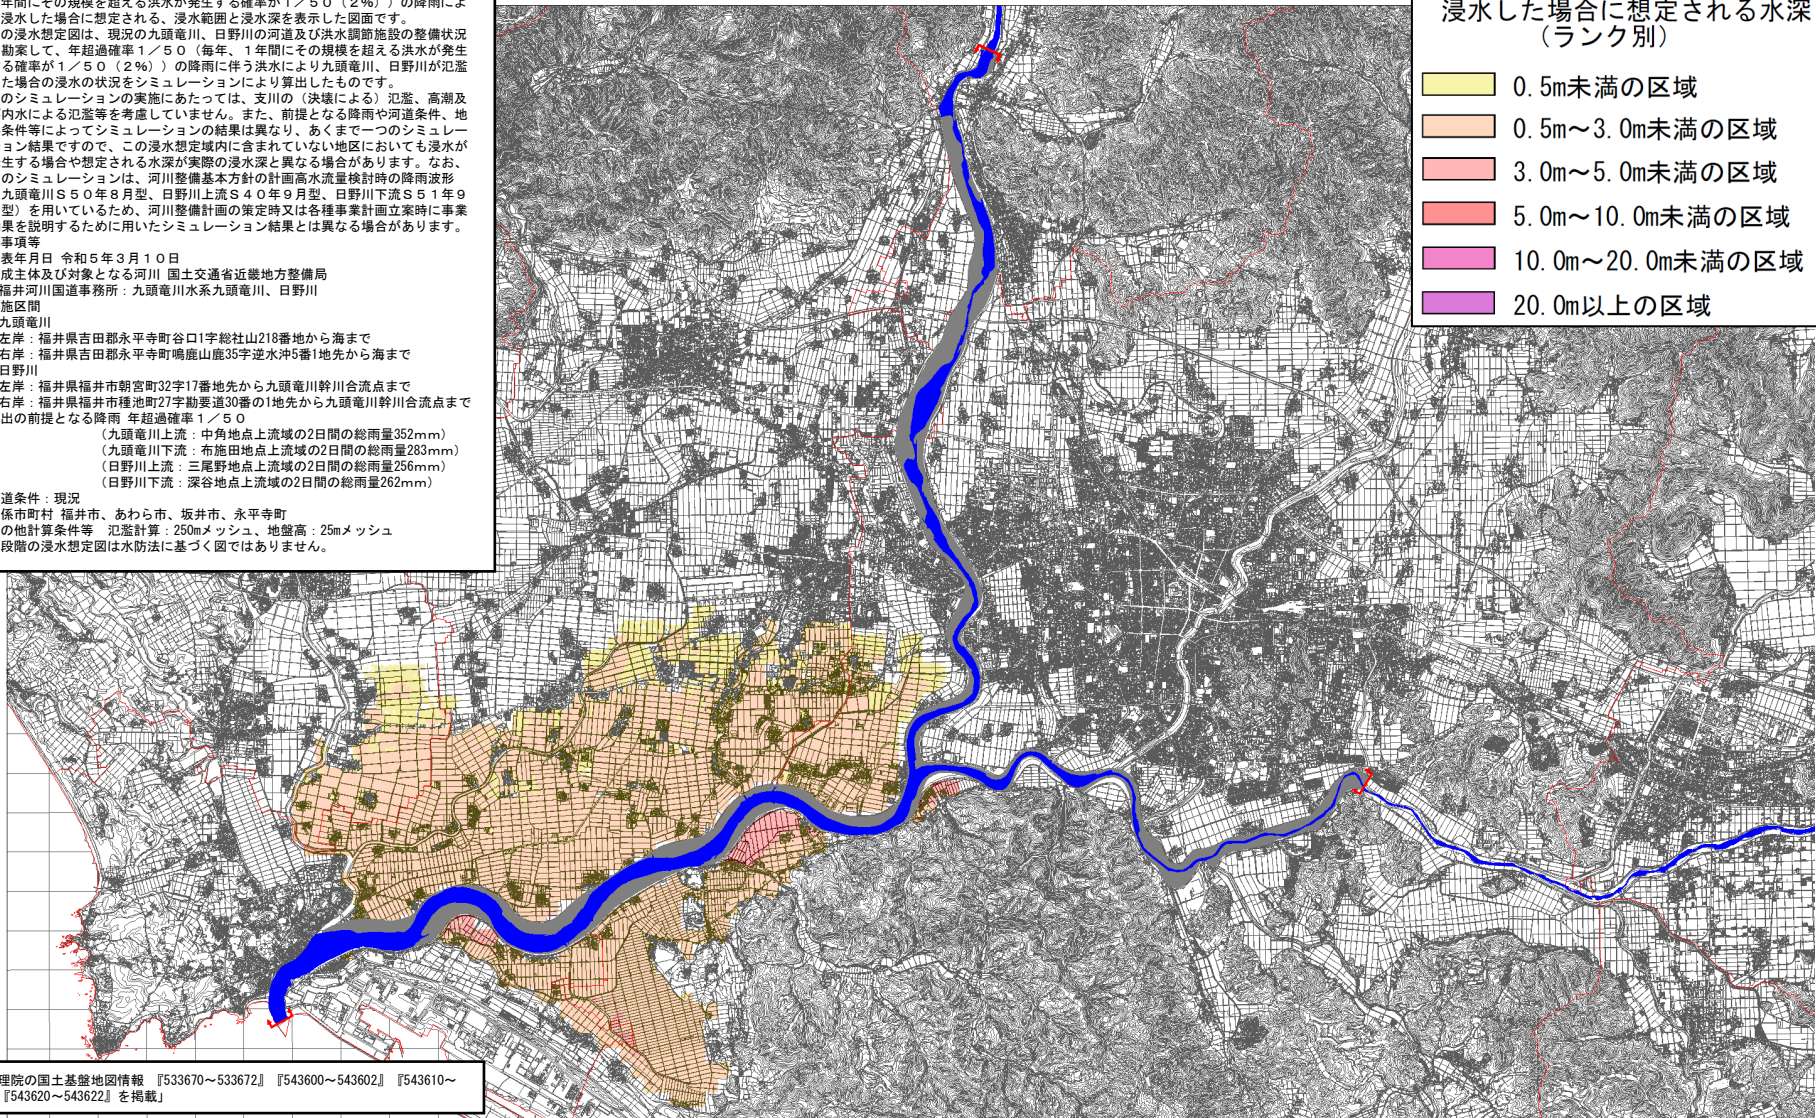 年間にその規模を超える洪水が発生する確率が１／５０（２％））の降雨によ
浸水した場合に想定される、浸水範囲と浸水深を表示した図面です。
の浸水想定図は、現況の九頭竜川、日野川の河道及び洪水調節施設の整備状況
勘案して、年超過確率１／５０（毎年、１年間にその規模を超える洪水が発生
る確率が１／５０（２％））の降雨に伴う洪水により九頭竜川、日野川が氾濫
た場合の浸水の状況をシミュレーションにより算出したものです。
のシミュレーションの実施にあたっては、支川の（決壊による）氾濫、高潮及
内水による氾濫等を考慮していません。また、前提となる降雨や河道条件、地
条件等によってシミュレーションの結果は異なり、あくまで一つのシミュレー
ョン結果ですので、この浸水想定域内に含まれていない地区においても浸水が
生する場合や想定される水深が実際の浸水深と異なる場合があります。なお、
のシミュレーションは、河川整備基本方針の計画高水流量検討時の降雨波形
九頭竜川Ｓ５０年８月型、日野川上流Ｓ４０年９月型、日野川下流Ｓ５１年９
型）を用いているため、河川整備計画の策定時又は各種事業計画立案時に事業
果を説明するために用いたシミュレーション結果とは異なる場合があります。
事項等
表年月日 令和５年３月１０日
成主体及び対象となる河川 国土交通省近畿地方整備局
福井河川国道事務所：九頭竜川水系九頭竜川、日野川
施区間
九頭竜川
左岸：福井県吉田郡永平寺町谷口1字総社山218番地から海まで
右岸：福井県吉田郡永平寺町鳴鹿山鹿35字逆水沖5番1地先から海まで
日野川
左岸：福井県福井市朝宮町32字17番地先から九頭竜川幹川合流点まで
右岸：福井県福井市種池町27字勘要道30番の1地先から九頭竜川幹川合流点まで
出の前提となる降雨 年超過確率１／５０
（九頭竜川上流：中角地点上流域の2日間の総雨量352mm）
（九頭竜川下流：布施田地点上流域の2日間の総雨量283mm）
（日野川上流：三尾野地点上流域の2日間の総雨量256mm）
（日野川下流：深谷地点上流域の2日間の総雨量262mm）
道条件：現況
係市町村 福井市、あわら市、坂井市、永平寺町
の他計算条件等　氾濫計算：250mメッシュ、地盤高：25mメッシュ
段階の浸水想定図は水防法に基づく図ではありません。
浸水した場合に想定される水深
（ランク別）
0.5m未満の区域
0.5m～3.0m未満の区域
3.0m～5.0m未満の区域
5.0m～10.0m未満の区域
10.0m～20.0m未満の区域
20.0m以上の区域
理院の国土基盤地図情報　『533670～533672』『543600～543602』『543610～
『543620～543622』を掲載」